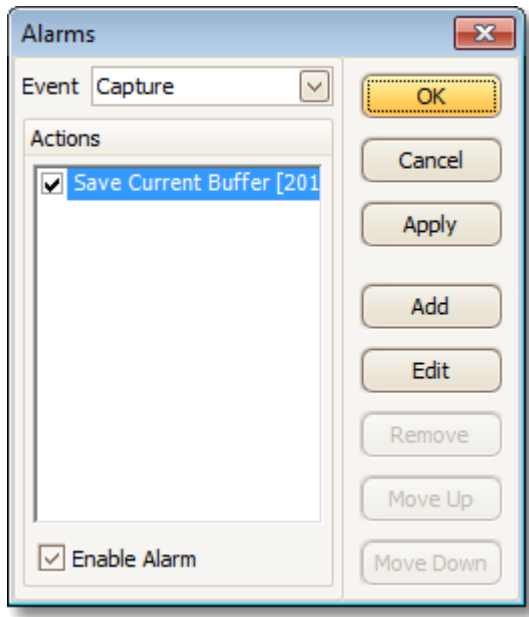 Alarms
Event Capture
Actions
Save Current Buffer [201
Enable Alarm
OK
Cancel
Apply
Add
Edit
Remove
Move Up
Move Down